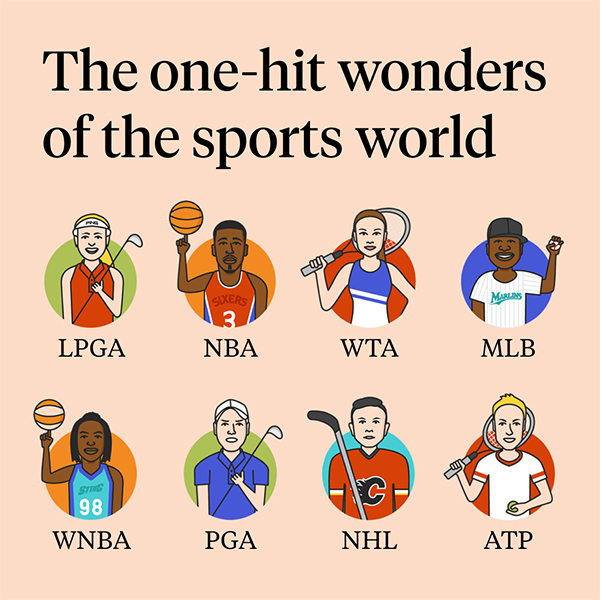 The one-hit wonders
of the sports world
PING
SIXERS
3
MARLINS
LPGA
NBA
WTA
MLB
STING
98
C
WNBA
PGA
NHL
ATP